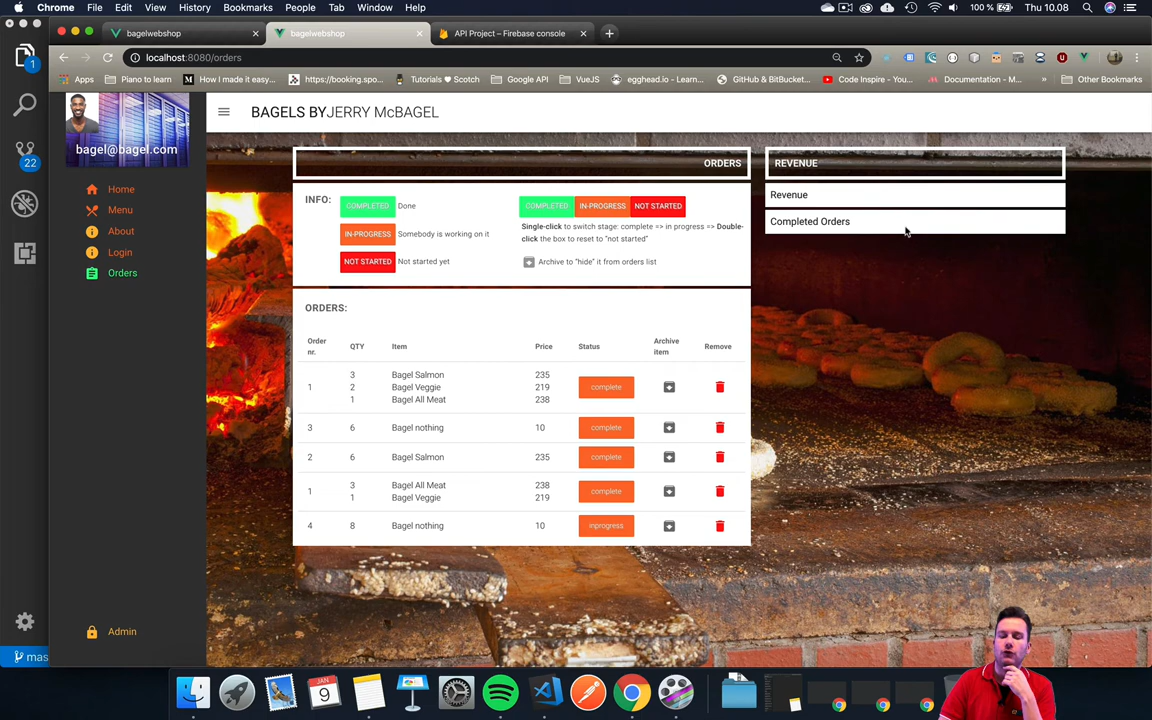 Chrome File Edit View History Bookmarks People Tab Window Help 100 % Thu 10.08
bagelwebshop × bagelwebshop × API Project – Firebase console × +
localhost:8080/orders
Apps Piano to learn How I made it easy... https://booking.spo... Tutorials ♥ Scotch Google API VueJS egghead.io - Learn... GitHub & BitBucket... Code Inspire - You... Documentation - M... » Other Bookmarks
1
22
bagel@bagel.com
Home
Menu
About
Login
Orders
Admin
mas
BAGELS BYJERRY McBAGEL
ORDERS
INFO:
COMPLETED Done
IN-PROGRESS Somebody is working on it
NOT STARTED Not started yet
COMPLETED IN-PROGRESS NOT STARTED
Single-click to switch stage: complete => in progress => Double-
click the box to reset to "not started"
Archive to "hide" it from orders list
ORDERS:
Order nr. QTY Item Price Status Archive item Remove
3 Bagel Salmon 235
1 2 Bagel Veggie 219 complete
1 Bagel All Meat 238
3 6 Bagel nothing 10 complete
2 6 Bagel Salmon 235 complete
1 3 Bagel All Meat 238 complete
1 Bagel Veggie 219
4 8 Bagel nothing 10 inprogress
REVENUE
Revenue
Completed Orders
JAN
9